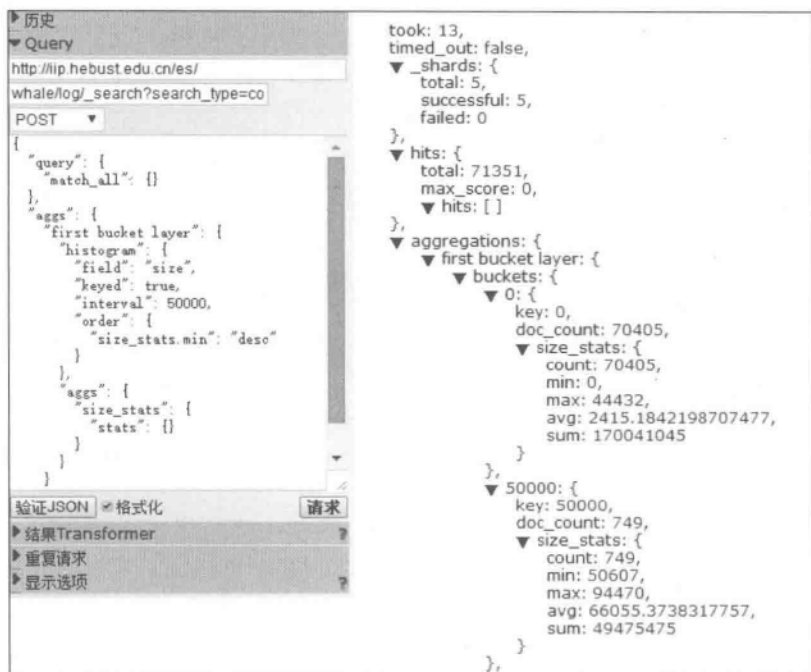 历史
Query
http://iip.hebust.edu.cn/es/
whale/log/_search?search_type=co
POST
{
"query": {
"match_all": {}
},
"aggs": {
"first bucket layer": {
"histogram": {
"field": "size",
"keyed": true,
"interval": 50000,
"order": {
"size_stats.min": "desc"
}
},
"aggs": {
"size_stats": {
"stats": {}
}
}
}
验证JSON 格式化 请求
结果Transformer ?
重复请求
显示选项 ?
took: 13,
timed_out: false,
_shards: {
total: 5,
successful: 5,
failed: 0
},
hits: {
total: 71351,
max_score: 0,
hits: [ ]
},
aggregations: {
first bucket layer: {
buckets: {
0: {
key: 0,
doc_count: 70405,
size_stats: {
count: 70405,
min: 0,
max: 44432,
avg: 2415.1842198707477,
sum: 170041045
}
},
50000: {
key: 50000,
doc_count: 749,
size_stats: {
count: 749,
min: 50607,
max: 94470,
avg: 66055.3738317757,
sum: 49475475
}
},